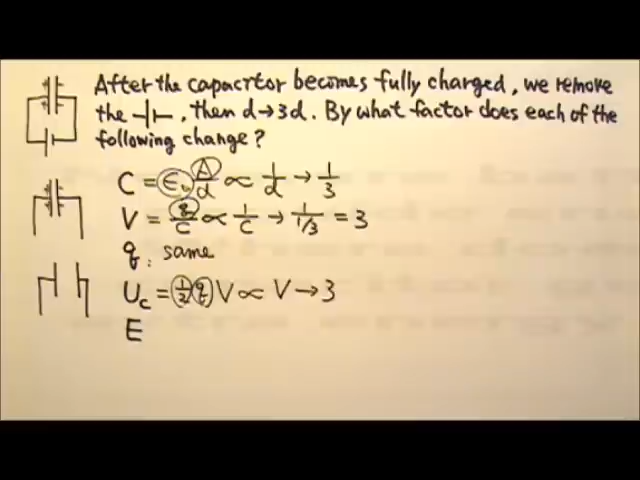 After the capacitor becomes fully charged, we remove
the ⊣⊢, then d→3d. By what factor does each of the
following change?
C = ε₀ A/d ∝ 1/d → 1/3
V = q/C ∝ 1/C → 1/(1/3) = 3
q: same
U_C = 1/2 q V ∝ V → 3
E